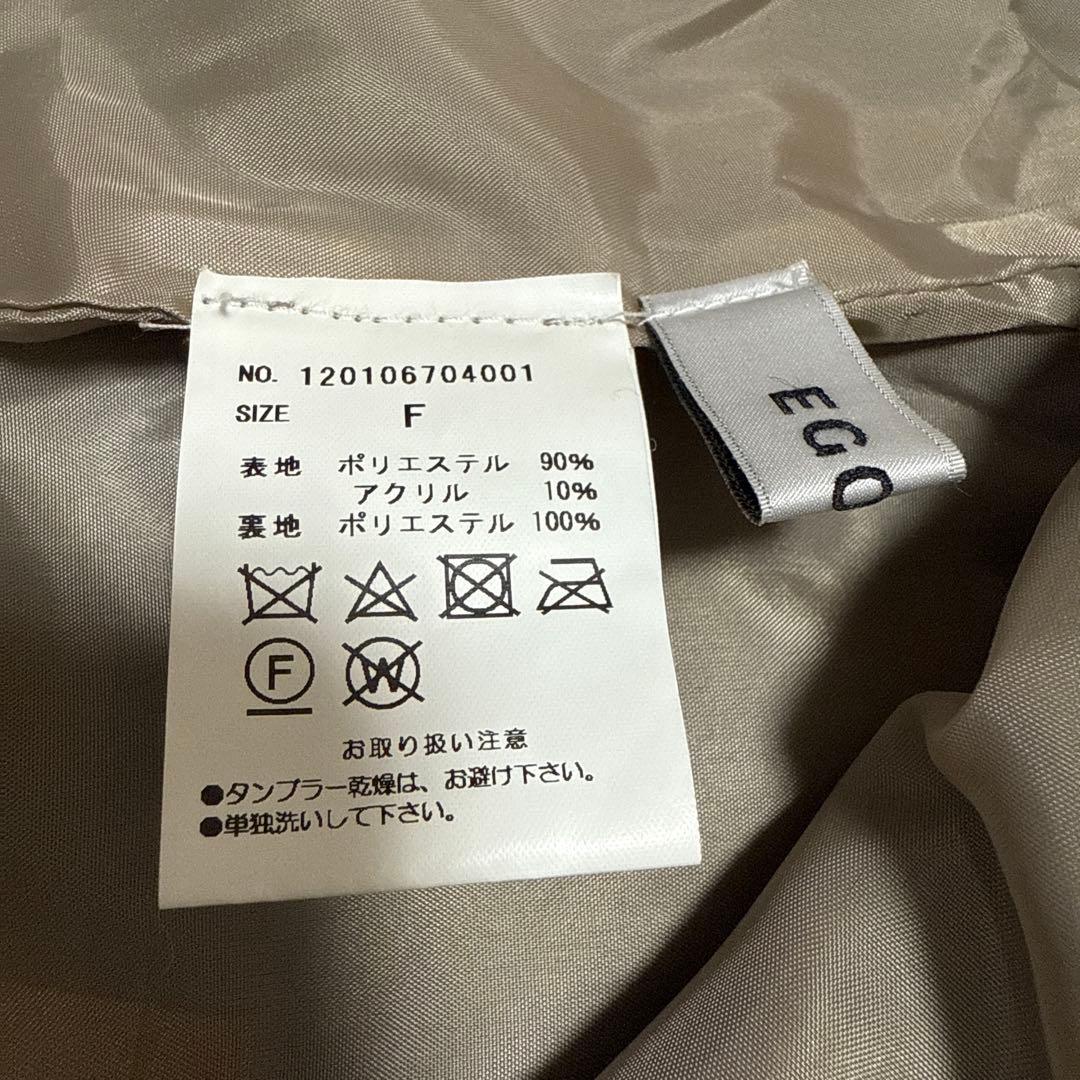 NO. 120106704001
SIZE F
表地 ポリエステル 90%
アクリル 10%
裏地 ポリエステル 100%
F
W
お取り扱い注意
●タンブラー乾燥は、お避け下さい。
●単独洗いして下さい。
EGO